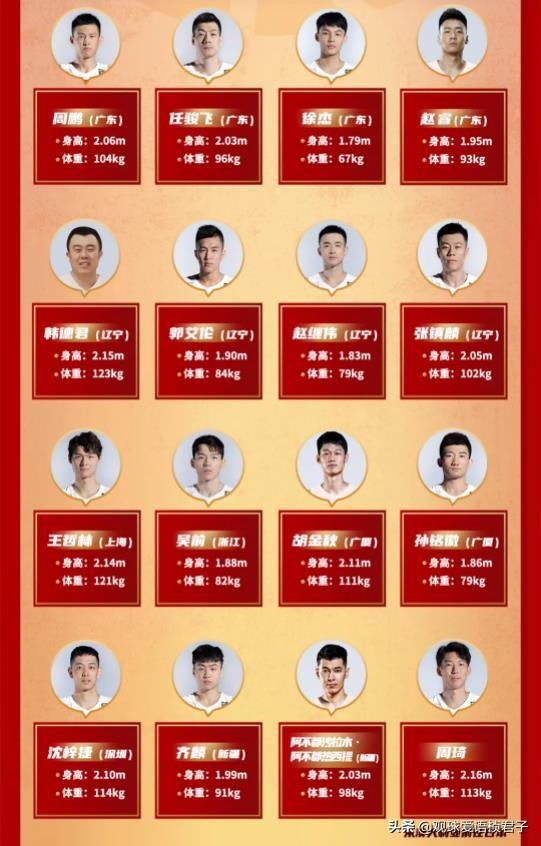 周鹏（广东）
身高：2.06m
体重：104kg
任骏飞（广东）
身高：2.03m
体重：96kg
徐杰（广东）
身高：1.79m
体重：67kg
赵睿（广东）
身高：1.95m
体重：93kg
韩德君（辽宁）
身高：2.15m
体重：123kg
郭艾伦（辽宁）
身高：1.90m
体重：84kg
赵继伟（辽宁）
身高：1.83m
体重：79kg
张镇麟（辽宁）
身高：2.05m
体重：102kg
王哲林（上海）
身高：2.14m
体重：121kg
吴前（浙江）
身高：1.88m
体重：82kg
胡金秋（广厦）
身高：2.11m
体重：111kg
孙铭徽（广厦）
身高：1.86m
体重：79kg
沈梓捷（深圳）
身高：2.10m
体重：114kg
齐麟（新疆）
身高：1.99m
体重：91kg
阿不都沙拉木·
阿不都热西提（新疆）
身高：2.03m
体重：98kg
周琦
身高：2.16m
体重：113kg
头条 @观球爱语桢君子